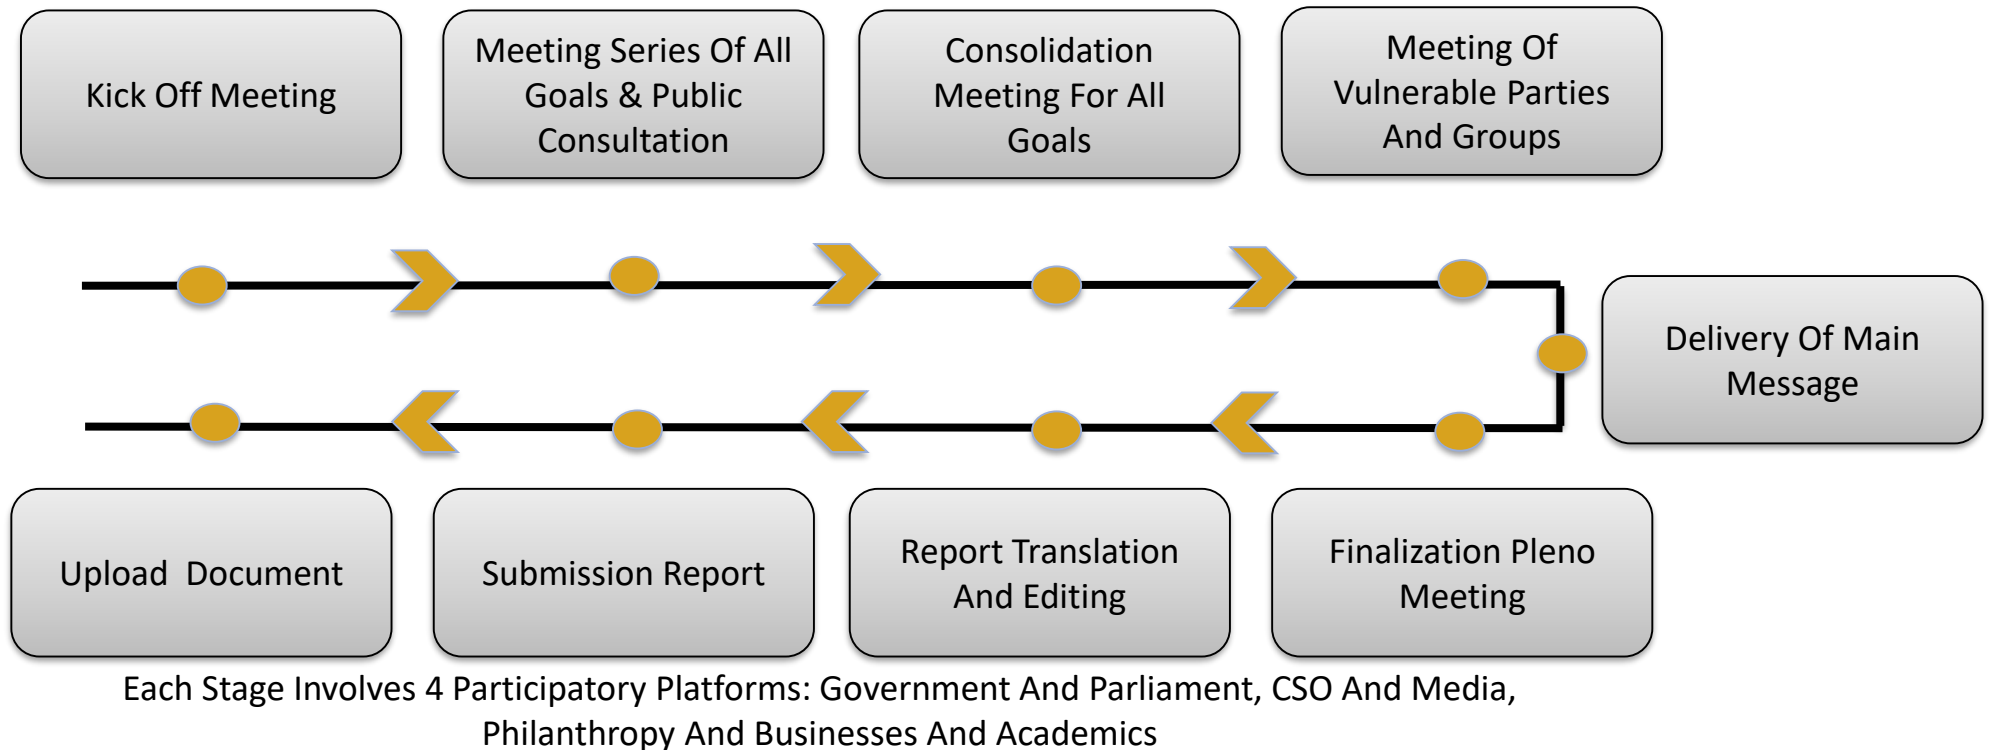 Kick Off Meeting
Meeting Series Of All
Goals & Public
Consultation
Consolidation
Meeting For All
Goals
Meeting Of
Vulnerable Parties
And Groups
Delivery Of Main
Message
Upload  Document
Submission Report
Report Translation
And Editing
Finalization Pleno
Meeting
Each Stage Involves 4 Participatory Platforms: Government And Parliament, CSO And Media,
Philanthropy And Businesses And Academics